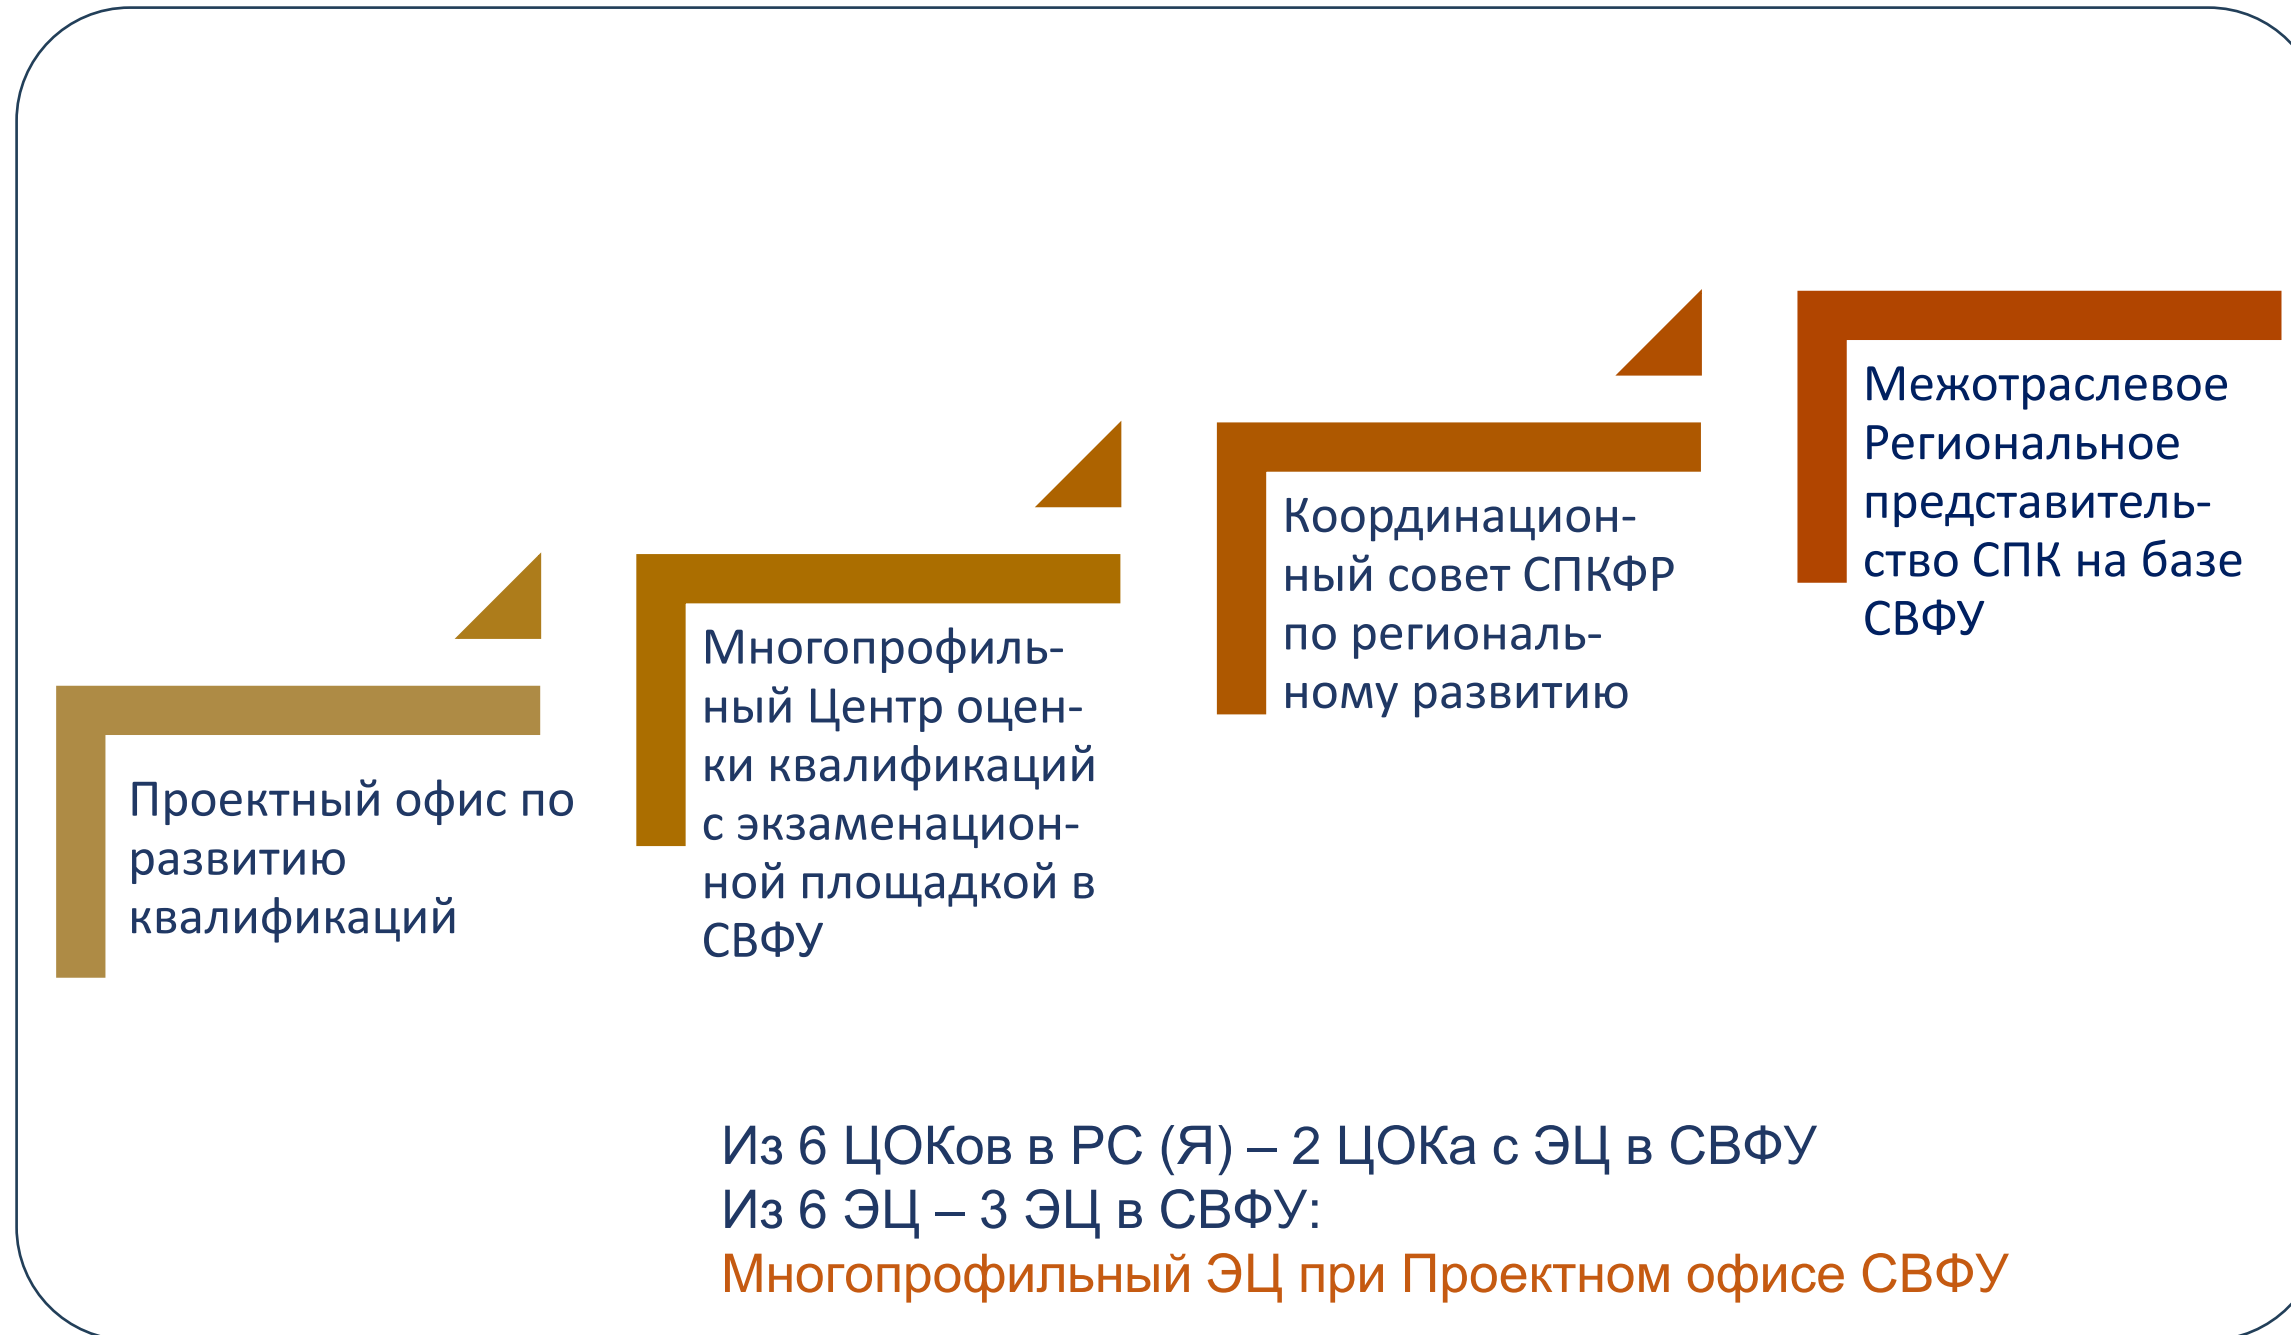 Проектный офис по
развитию
квалификаций
Многопрофиль-
ный Центр оцен-
ки квалификаций
с экзаменацион-
ной площадкой в
СВФУ
Координацион-
ный совет СПКФР
по региональ-
ному развитию
Межотраслевое
Региональное
представитель-
ство СПК на базе
СВФУ
Из 6 ЦОКов в РС (Я) – 2 ЦОКа с ЭЦ в СВФУ
Из 6 ЭЦ – 3 ЭЦ в СВФУ:
Многопрофильный ЭЦ при Проектном офисе СВФУ